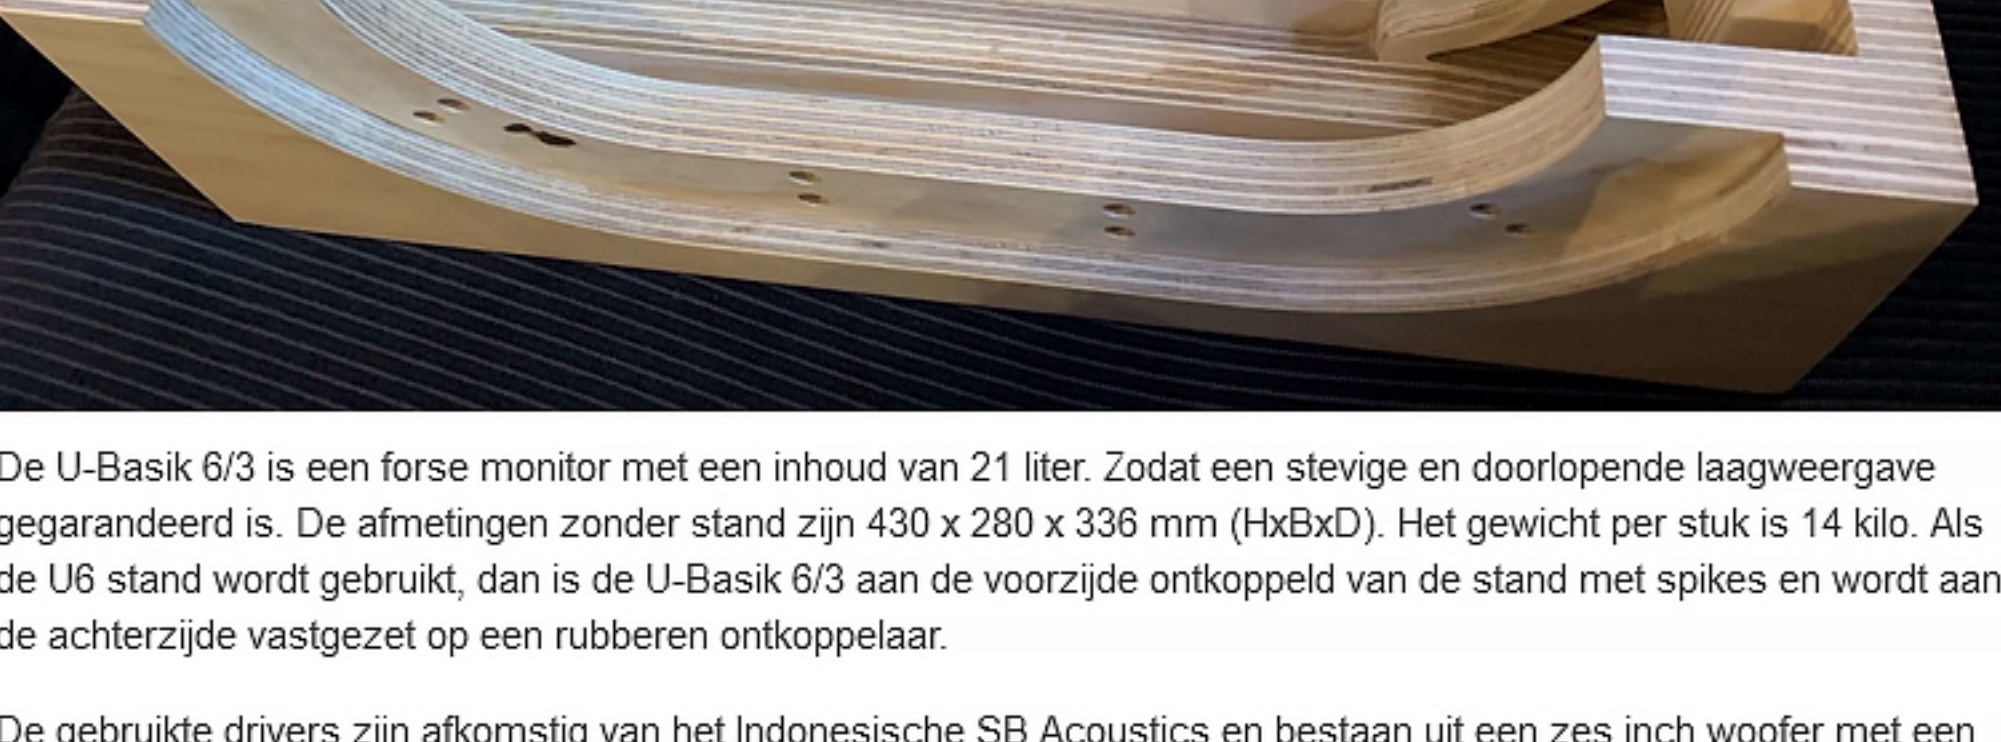 De U-Basik 6/3 is een forse monitor met een inhoud van 21 liter. Zodat een stevige en doorlopende laagweergave
gegarandeerd is. De afmetingen zonder stand zijn 430 x 280 x 336 mm (HxBxD). Het gewicht per stuk is 14 kilo. Als
de U6 stand wordt gebruikt, dan is de U-Basik 6/3 aan de voorzijde ontkoppeld van de stand met spikes en wordt aan
de achterzijde vastgezet op een rubberen ontkoppelaar.
De gebruikte drivers zijn afkomstig van het Indonesische SB Acoustics en bestaan uit een zes inch woofer met een